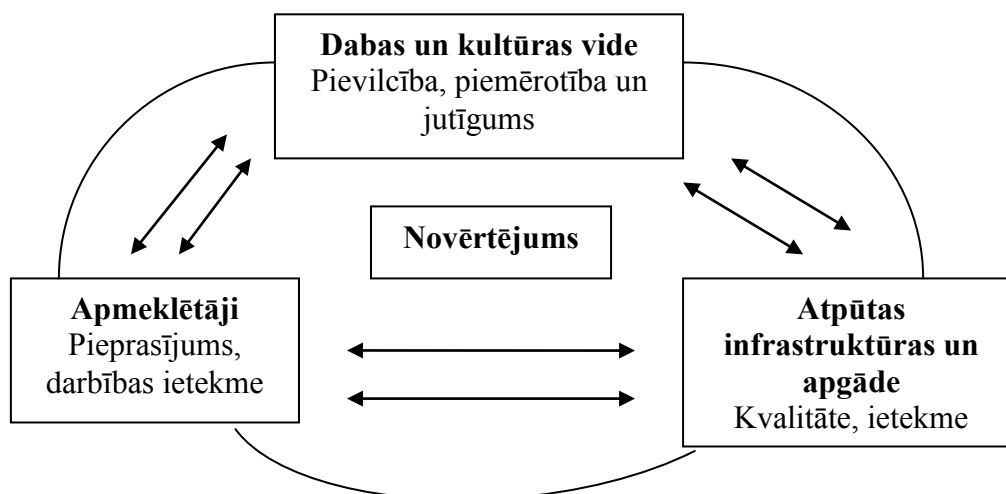 Dabas un kultūras vide
Pievilcība, piemērotība un
jutīgums
Novērtējums
Apmeklētāji
Pieprasījums,
darbības ietekme
Atpūtas
infrastruktūras un
apgāde
Kvalitāte, ietekme